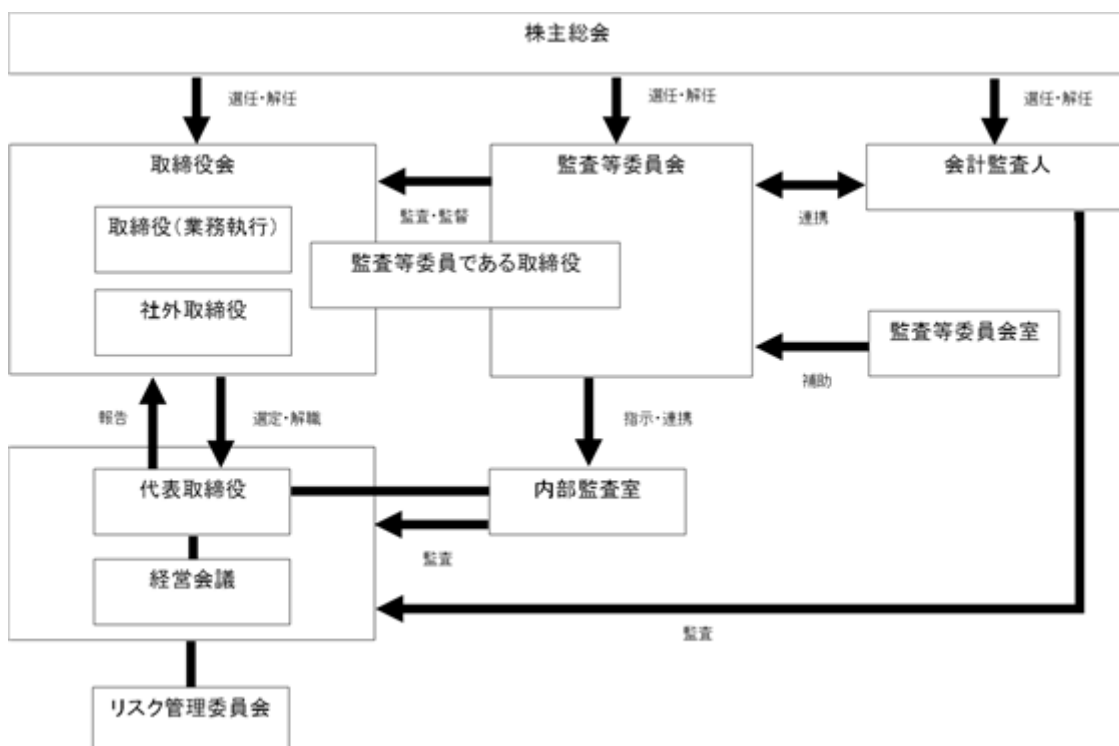 株主総会
選任・解任
選任・解任
選任・解任
取締役会
監査等委員会
会計監査人
監査・監督
連携
取締役(業務執行)
監査等委員である取締役
社外取締役
監査等委員会室
補助
報告
選定・解職
指示・連携
代表取締役
内部監査室
監査
経営会議
監査
リスク管理委員会